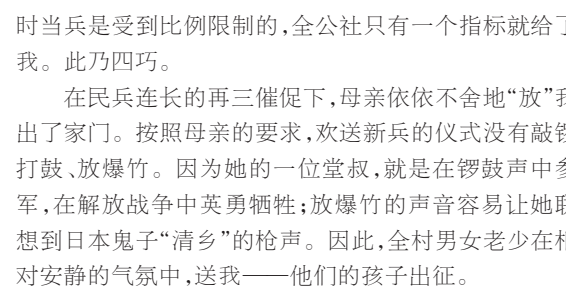 时当兵是受到比例限制的,全公社只有一个指标就给了
我。此乃四巧。
在民兵连长的再三催促下,母亲依依不舍地“放”我
出了家门。按照母亲的要求,欢送新兵的仪式没有敲锣
打鼓、放爆竹。因为她的一位堂叔,就是在锣鼓声中参
军,在解放战争中英勇牺牲;放爆竹的声音容易让她联
想到日本鬼子“清乡”的枪声。因此,全村男女老少在相
对安静的气氛中,送我——他们的孩子出征。